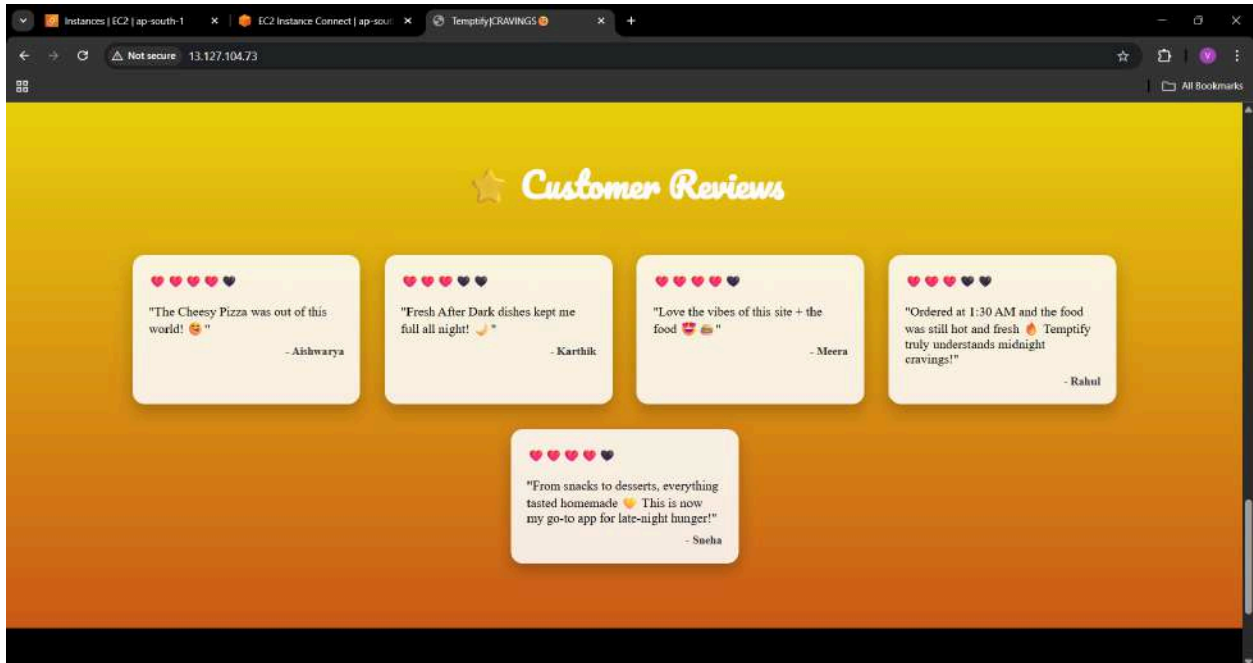 Instances | EC2 | ap-south-1
EC2 Instance Connect | ap-sout
Temptify|CRAVINGS😋
Not secure 13.127.104.73
V
All Bookmarks
⭐ Customer Reviews
"The Cheesy Pizza was out of this
world! 🥰 "
- Aishwarya
"Fresh After Dark dishes kept me
full all night! 🌙 "
- Karthik
"Love the vibes of this site + the
food 😍 🍔 "
- Meera
"Ordered at 1:30 AM and the food
was still hot and fresh 🔥 Temptify
truly understands midnight
cravings!"
- Rahul
"From snacks to desserts, everything
tasted homemade 💛 This is now
my go-to app for late-night hunger!"
- Sneha